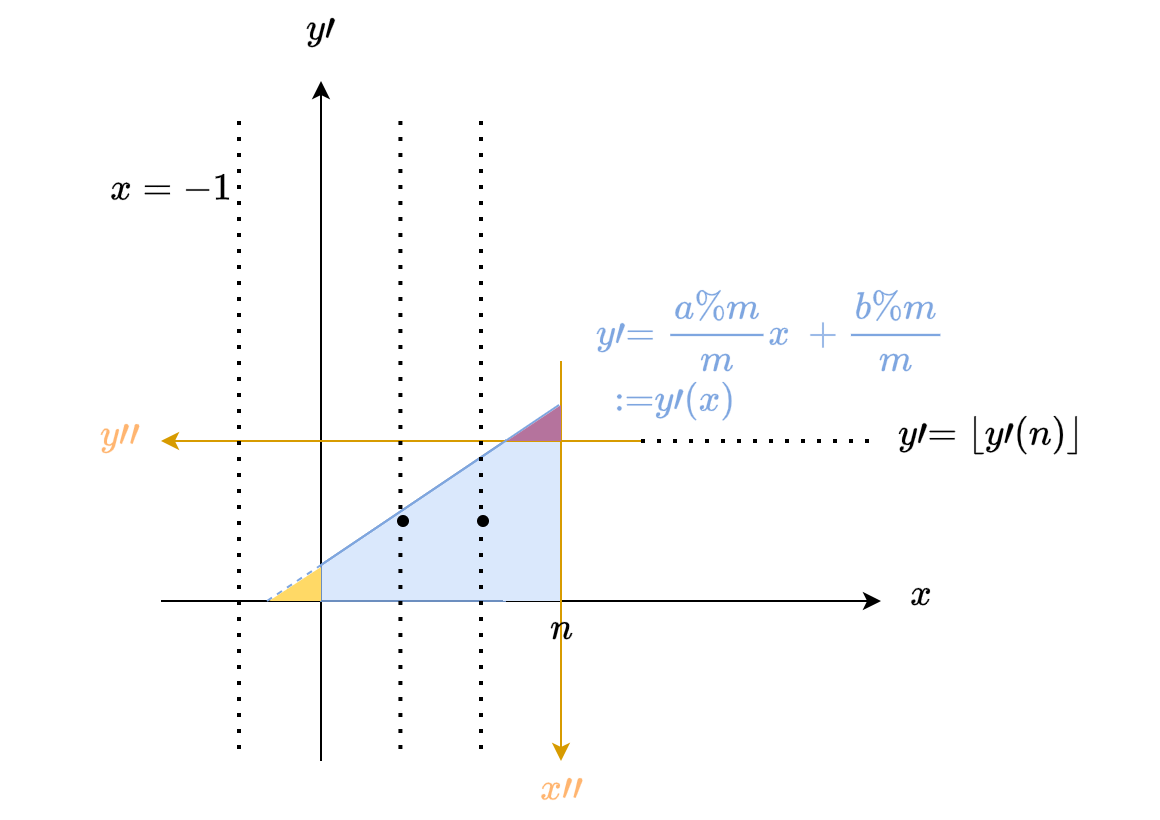 y′
x = −1
y′= a%m/m x + b%m/m
:=y′(x)
y′′
y′= ⌊y′(n)⌋
x
n
x′′